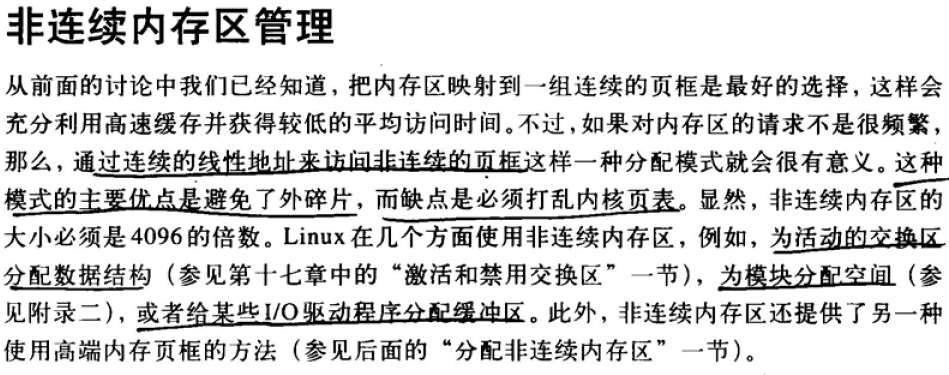 非连续内存区管理
从前面的讨论中我们已经知道，把内存区映射到一组连续的页框是最好的选择，这样会
充分利用高速缓存并获得较低的平均访问时间。不过，如果对内存区的请求不是很频繁，
那么，通过连续的线性地址来访问非连续的页框这样一种分配模式就会很有意义。这种
模式的主要优点是避免了外碎片，而缺点是必须打乱内核页表。显然，非连续内存区的
大小必须是4096的倍数。Linux在几个方面使用非连续内存区，例如，为活动的交换区
分配数据结构（参见第十七章中的“激活和禁用交换区”一节），为模块分配空间（参
见附录二），或者给某些I/O驱动程序分配缓冲区。此外，非连续内存区还提供了另一种
使用高端内存页框的方法（参见后面的“分配非连续内存区”一节）。